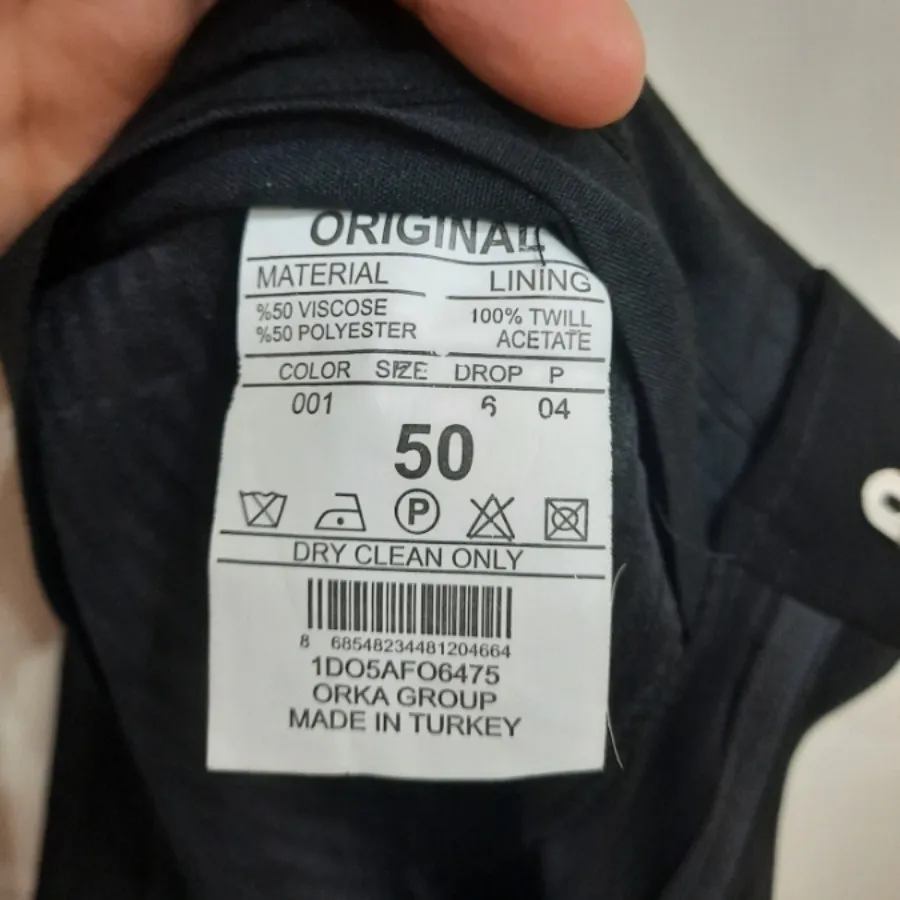 ORIGINAL
MATERIAL LINING
%50 VISCOSE 100% TWILL
%50 POLYESTER ACETATE
COLOR SIZE DROP P
001 6 04
50
P
DRY CLEAN ONLY
8 68548234481204664
1DO5AFO6475
ORKA GROUP
MADE IN TURKEY